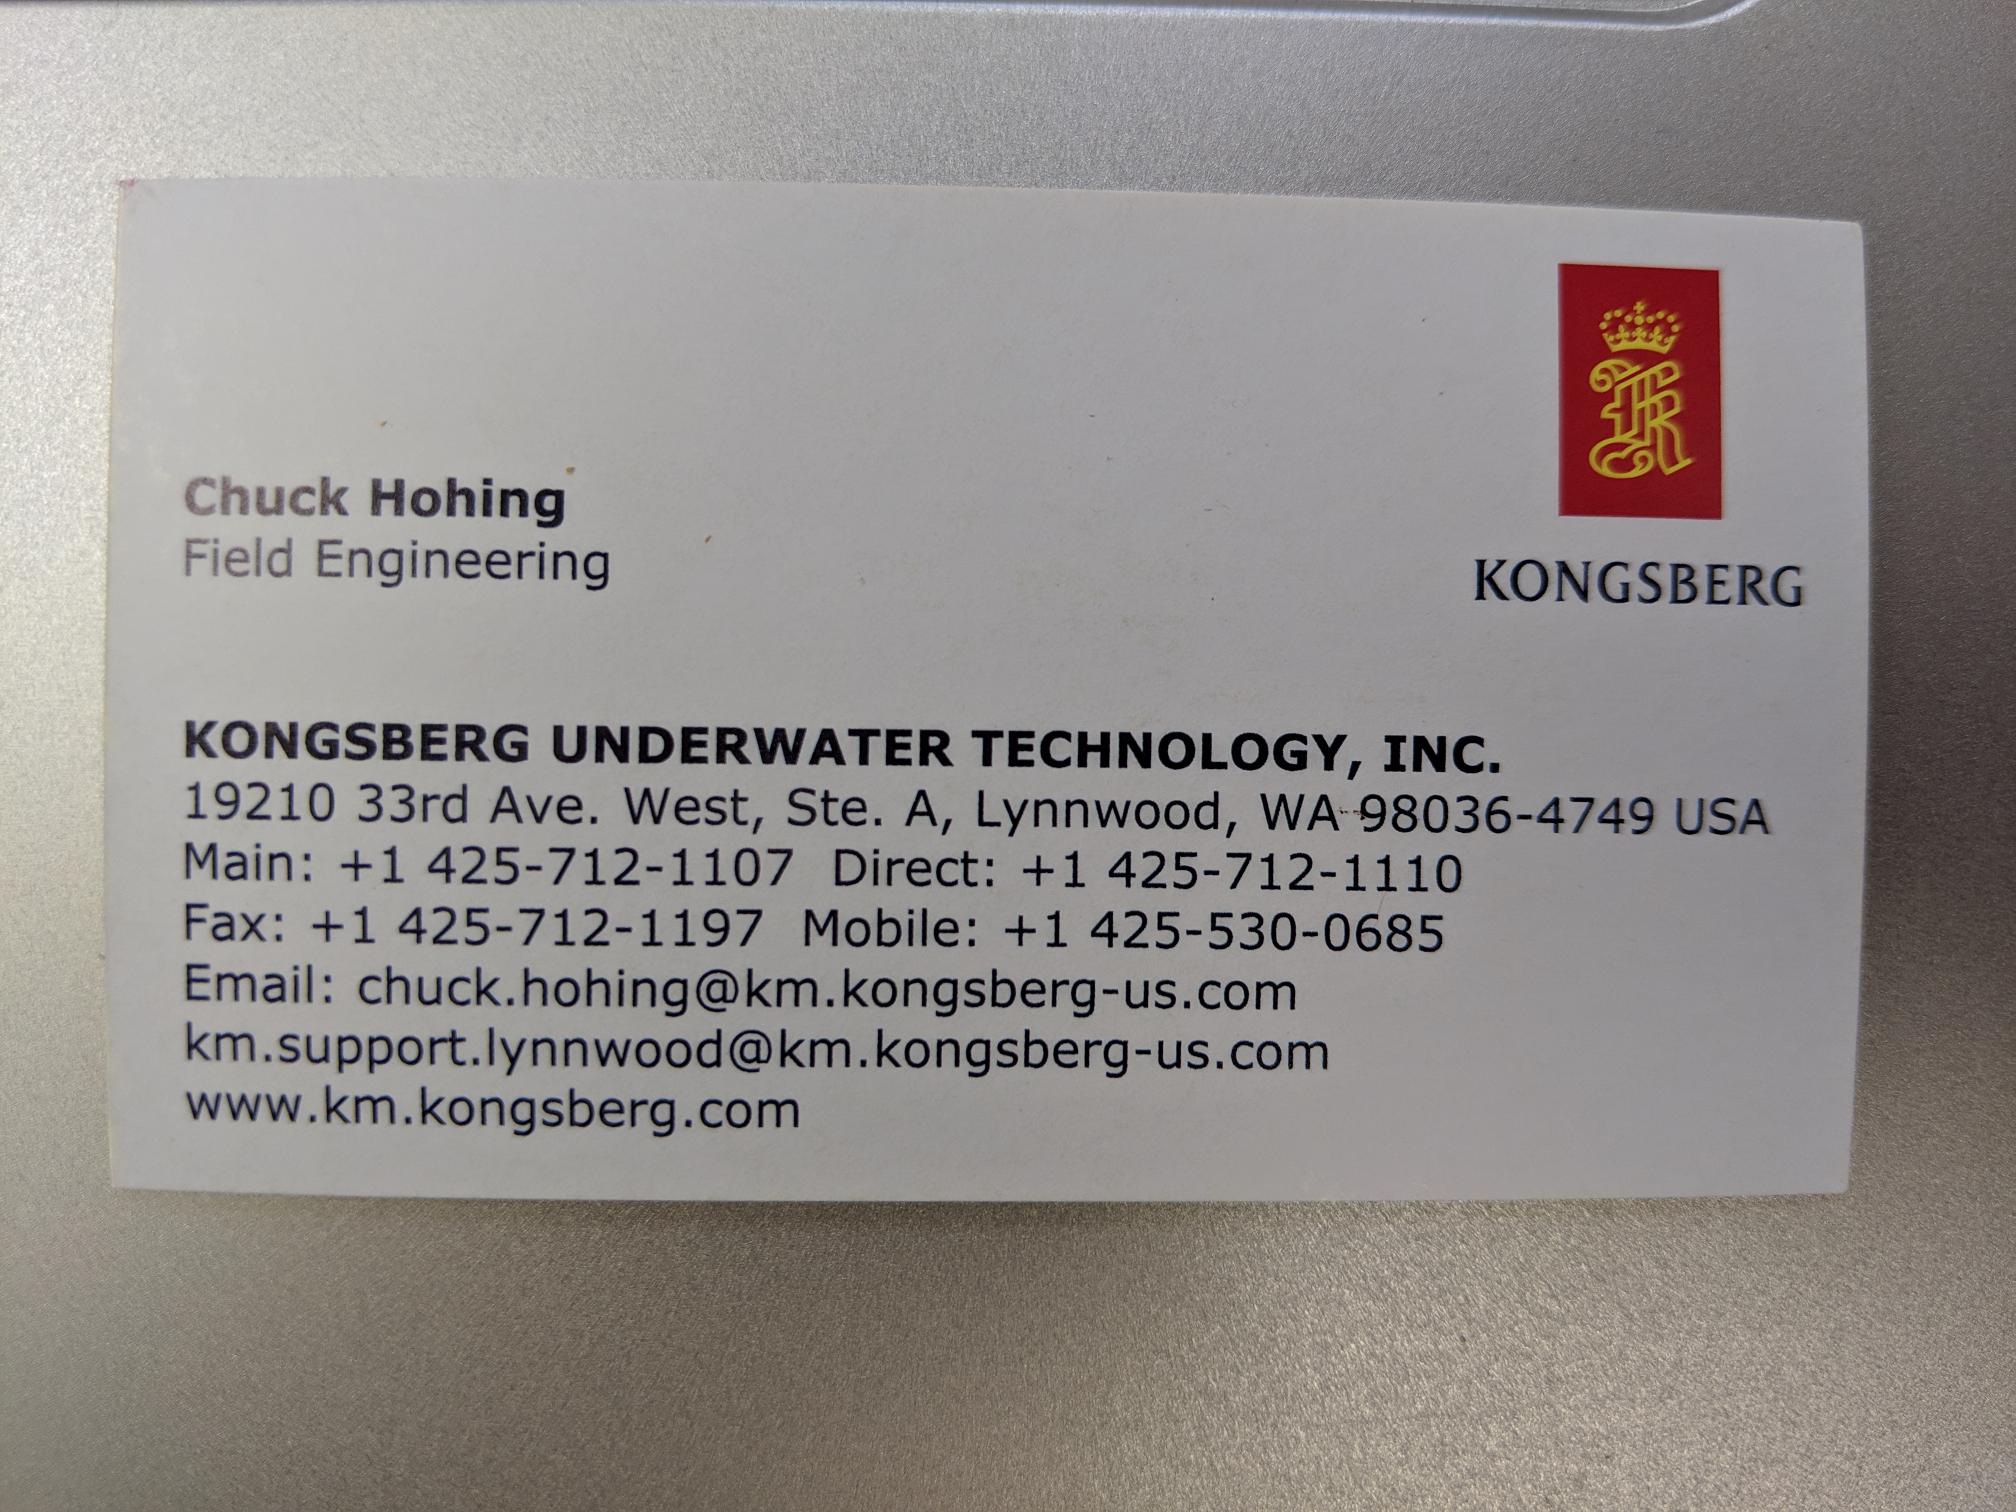 KONGSBERG
Chuck Hohing
Field Engineering
KONGSBERG UNDERWATER TECHNOLOGY, INC.
19210 33rd Ave. West, Ste. A, Lynnwood, WA 98036-4749 USA
Main: +1 425-712-1107 Direct: +1 425-712-1110
Fax: +1 425-712-1197 Mobile: +1 425-530-0685
Email: chuck.hohing@km.kongsberg-us.com
km.support.lynnwood@km.kongsberg-us.com
www.km.kongsberg.com